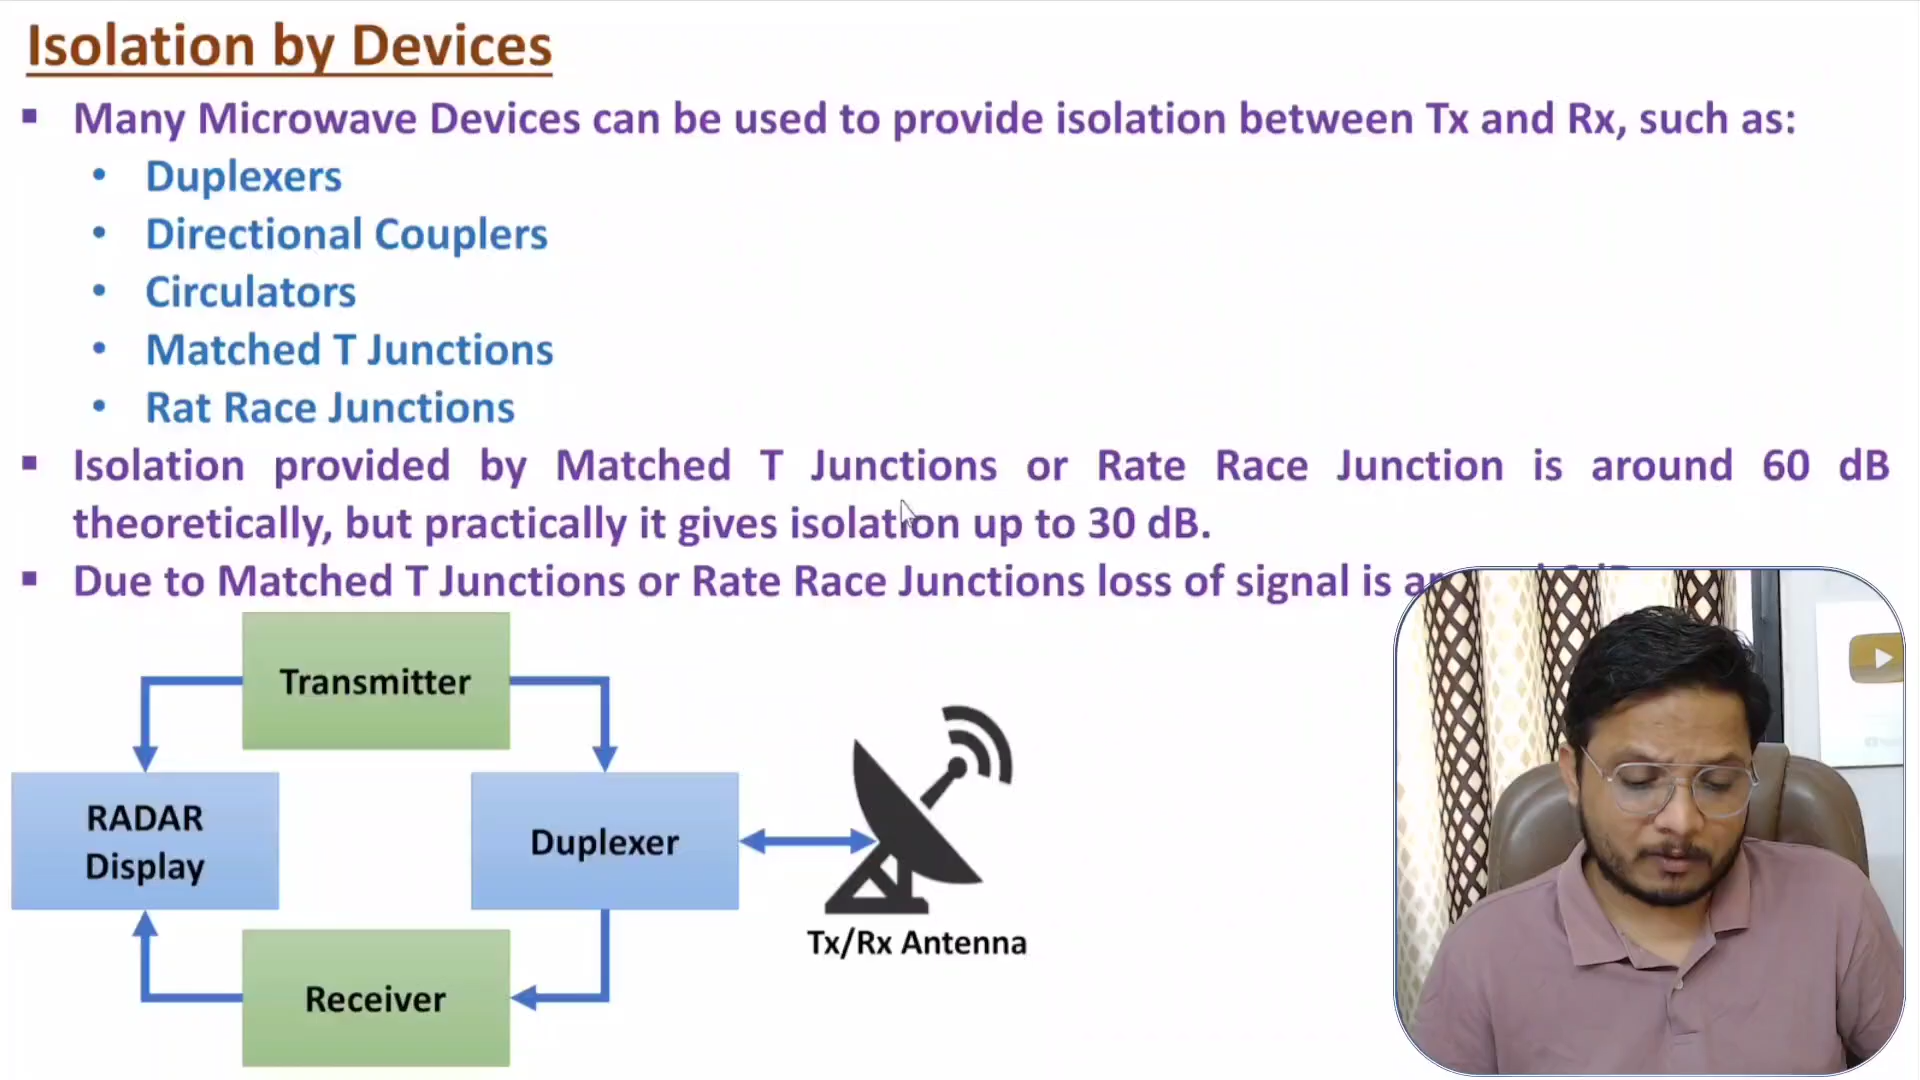 Isolation by Devices
▪ Many Microwave Devices can be used to provide isolation between Tx and Rx, such as:
• Duplexers
• Directional Couplers
• Circulators
• Matched T Junctions
• Rat Race Junctions
▪ Isolation provided by Matched T Junctions or Rate Race Junction is around 60 dB
theoretically, but practically it gives isolation up to 30 dB.
▪ Due to Matched T Junctions or Rate Race Junctions loss of signal is
Transmitter
RADAR
Display
Duplexer
Tx/Rx Antenna
Receiver